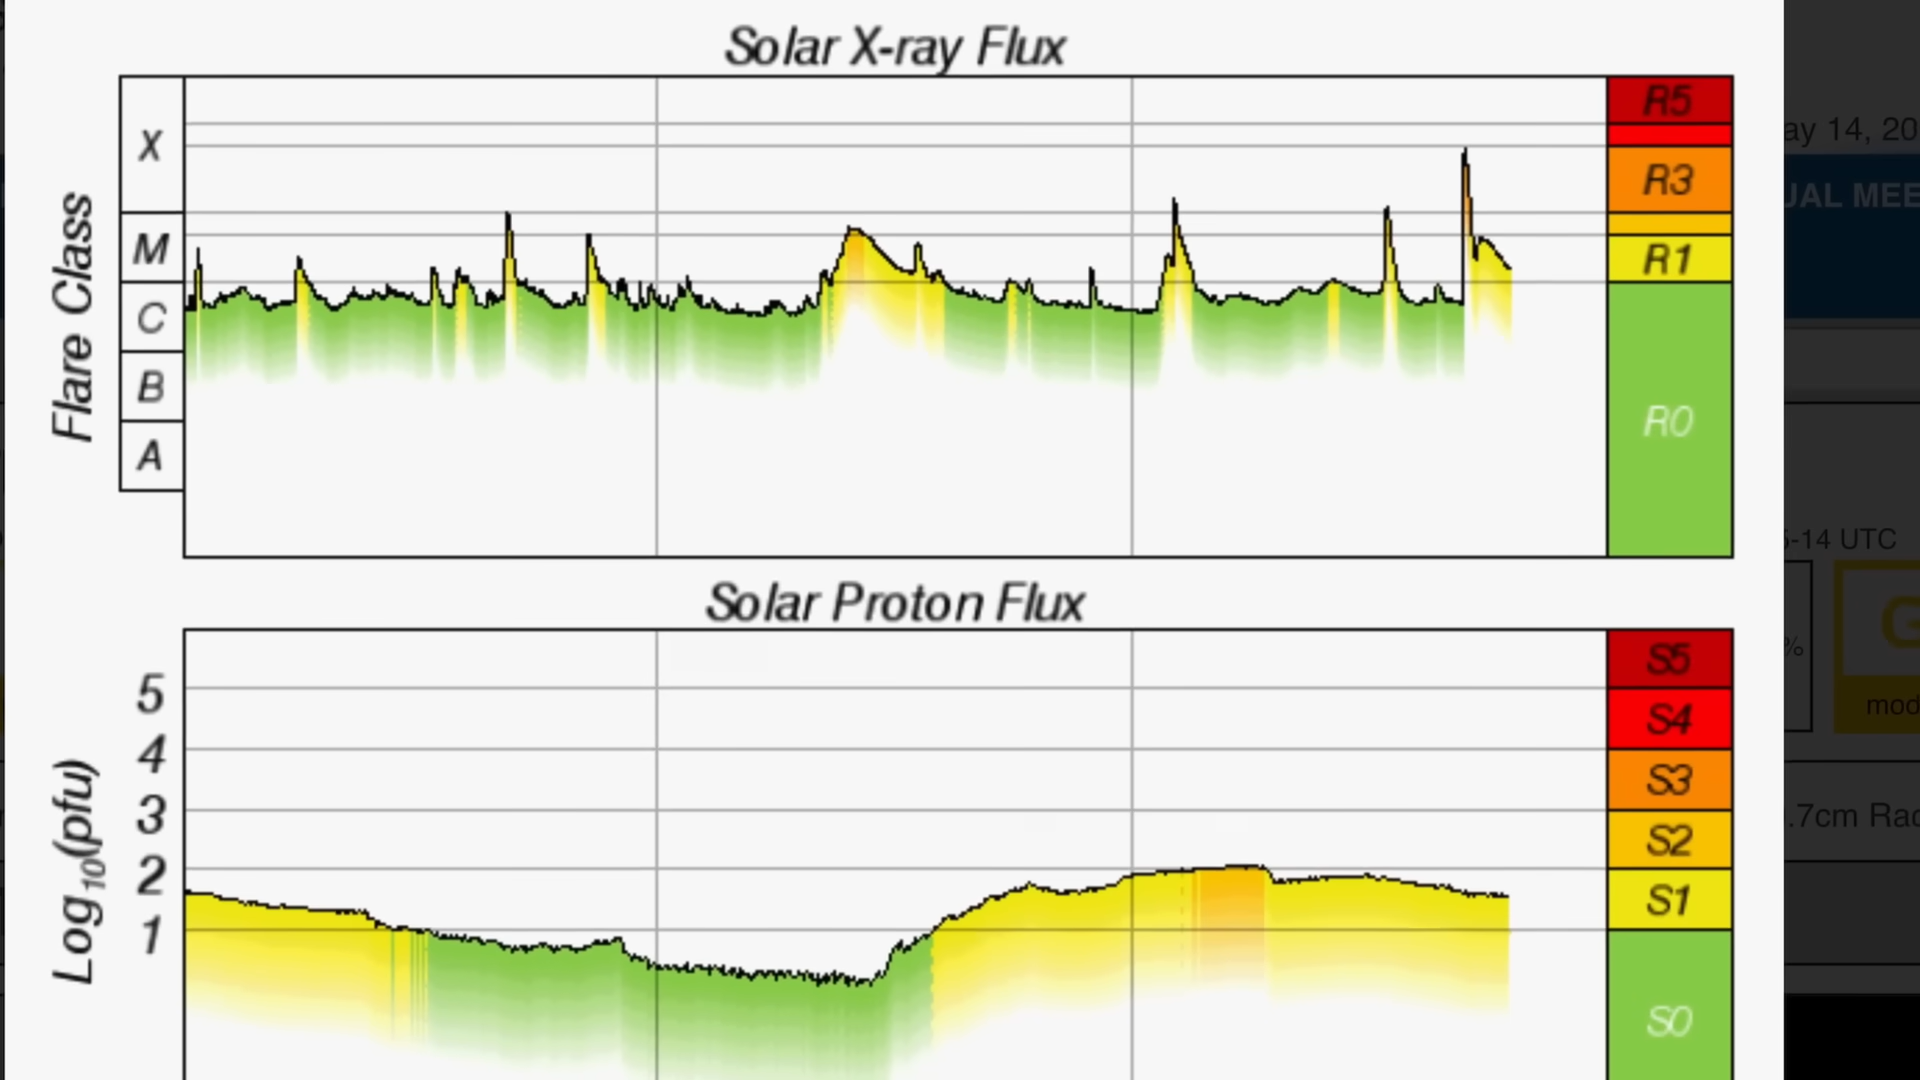 Solar X-ray Flux
Flare Class
X
M
C
B
A
R5
R3
R1
R0
Solar Proton Flux
Log10(pfu)
5
4
3
2
1
S5
S4
S3
S2
S1
S0
ay 14, 20
UAL MEE
-14 UTC
%
G
mod
.7cm Rad